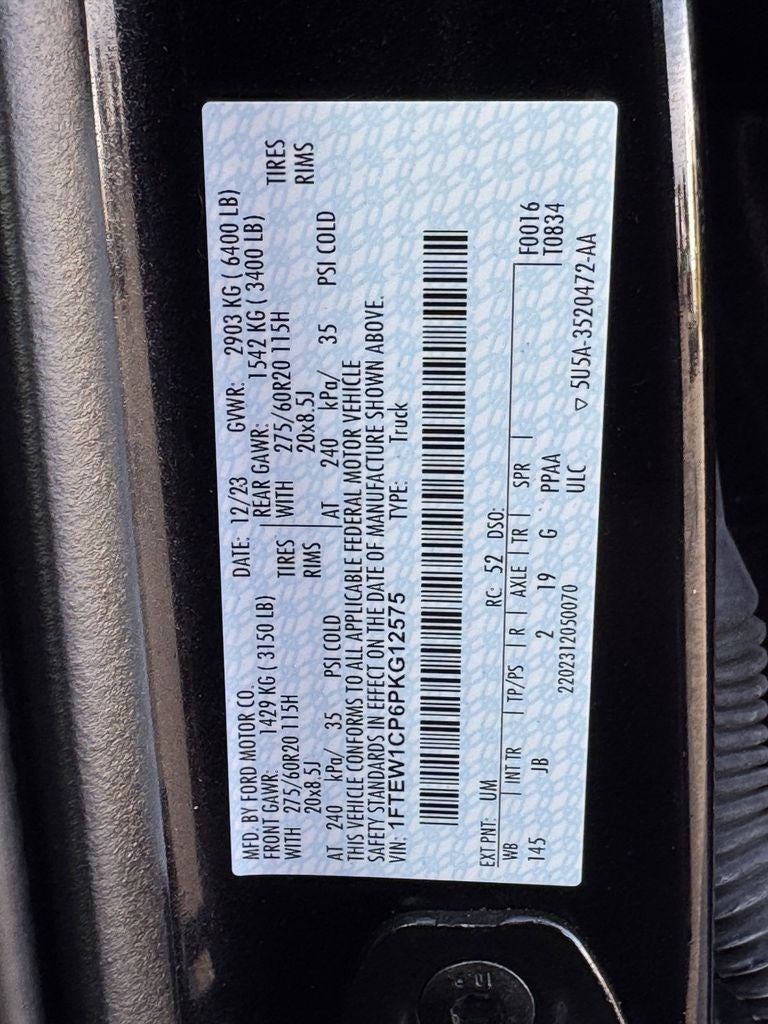 MFD. BY FORD MOTOR CO. DATE: 12/23 GVWR: 2903 KG ( 6400 LB)
FRONT GAWR: 1429 KG ( 3150 LB) REAR GAWR: 1542 KG ( 3400 LB)
WITH 275/60R20 115H TIRES WITH 275/60R20 115H TIRES
20x8.5J RIMS 20x8.5J RIMS
AT 240 kPa/ 35 PSI COLD AT 240 kPa/ 35 PSI COLD
THIS VEHICLE CONFORMS TO ALL APPLICABLE FEDERAL MOTOR VEHICLE
SAFETY STANDARDS IN EFFECT ON THE DATE OF MANUFACTURE SHOWN ABOVE.
VIN: 1FTEW1CP6PKG12575 TYPE: Truck
EXT PNT: UM RC: 52 DSO:
WB | INT TR | TP/PS | R | AXLE | TR | SPR | F0016
145 JB 2 19 G PPAA T0834
2202312050070 ULC
▽ 5U5A-3520472-AA